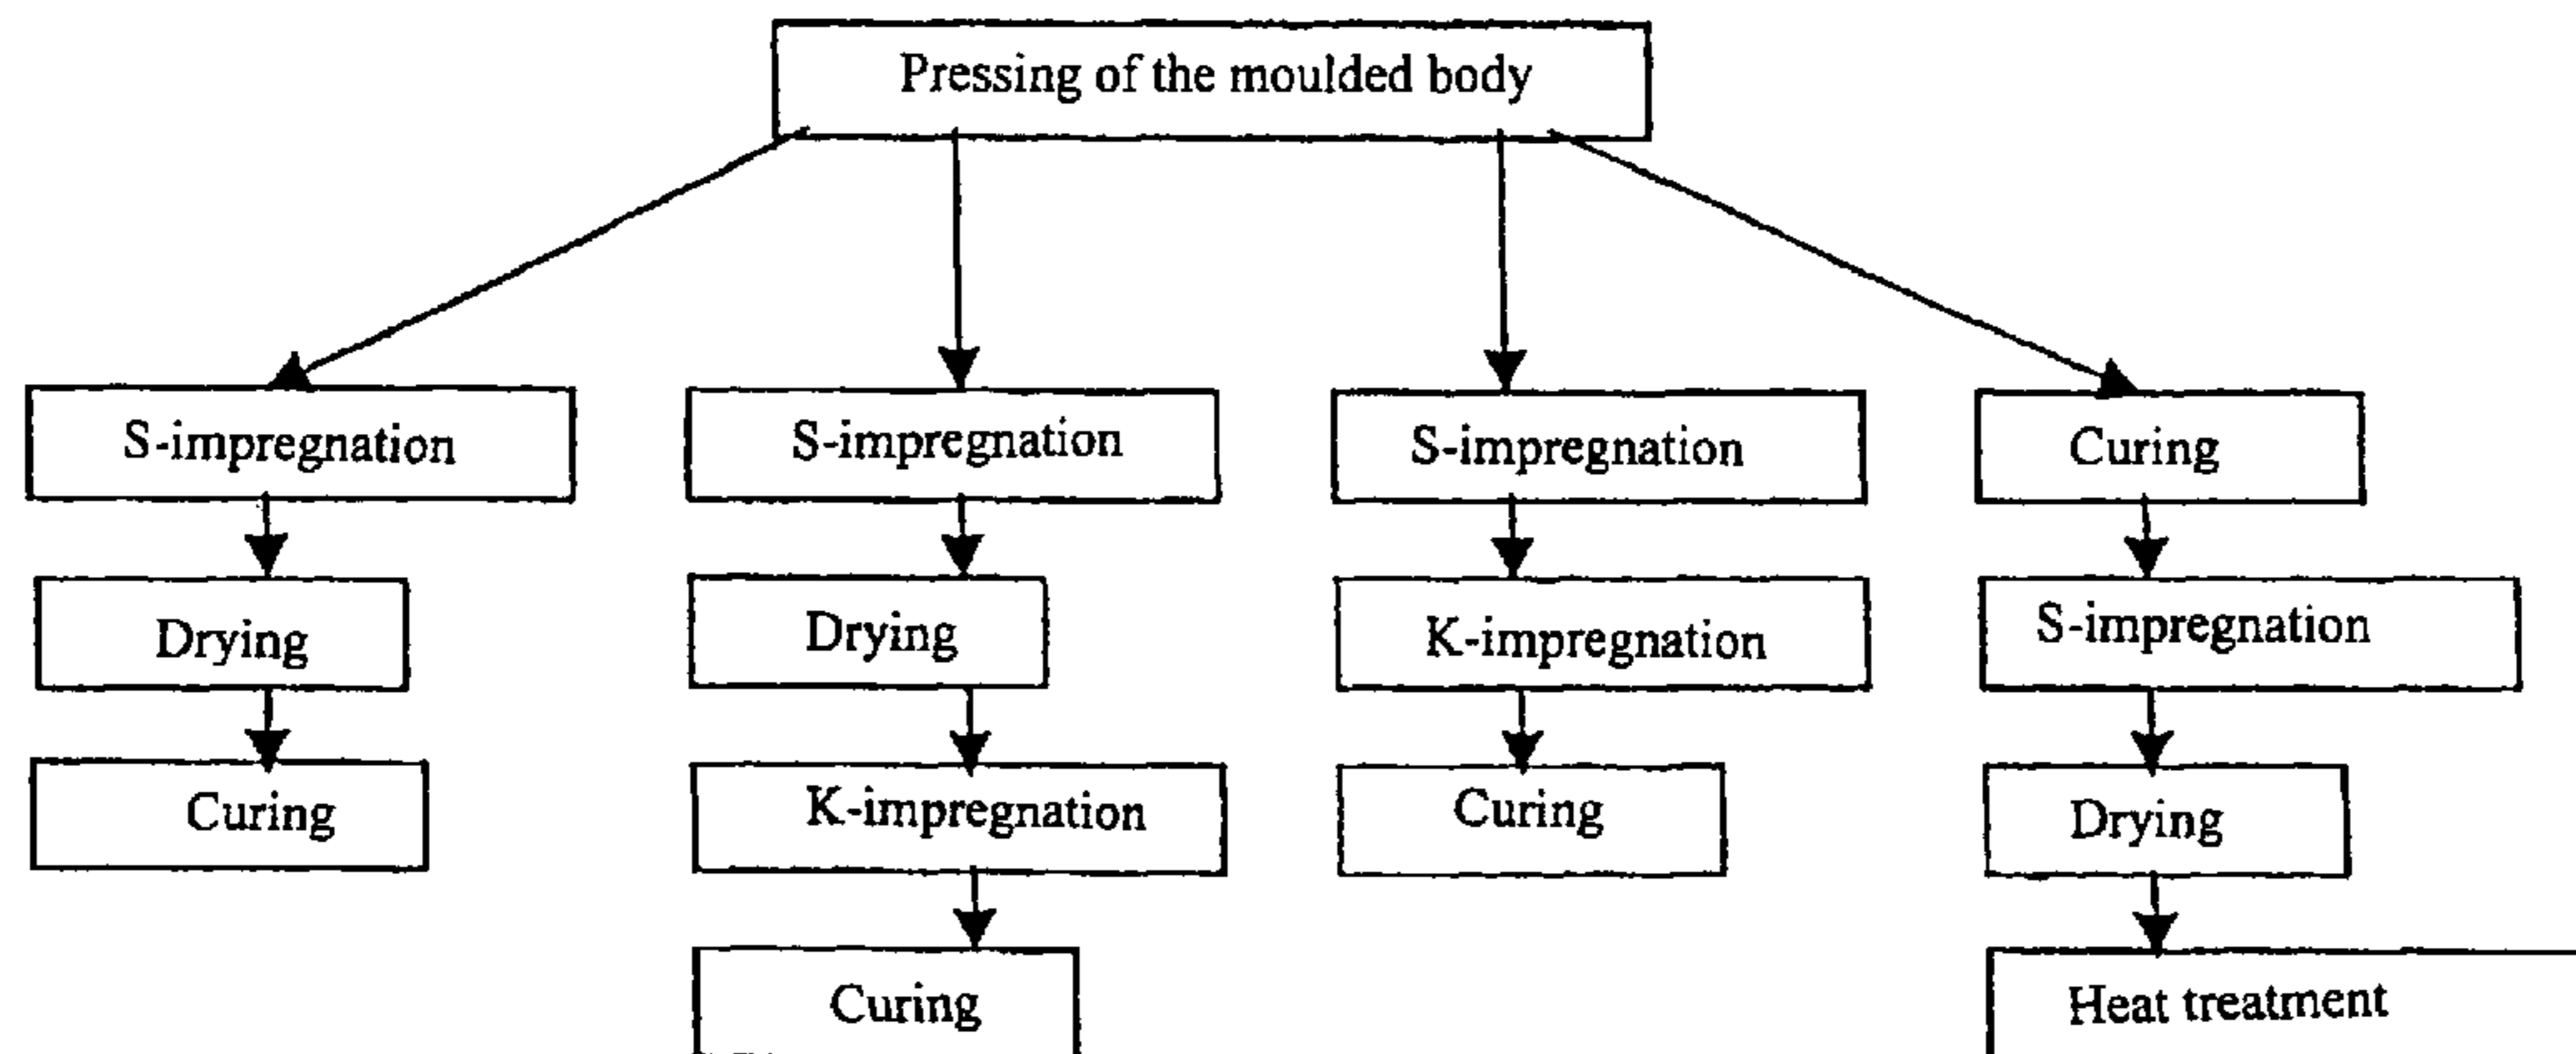 Pressing of the moulded body
S-impregnation
S-impregnation
S-impregnation
Curing
Drying
Drying
K-impregnation
S-impregnation
Curing
K-impregnation
Curing
Drying
Curing
Heat treatment